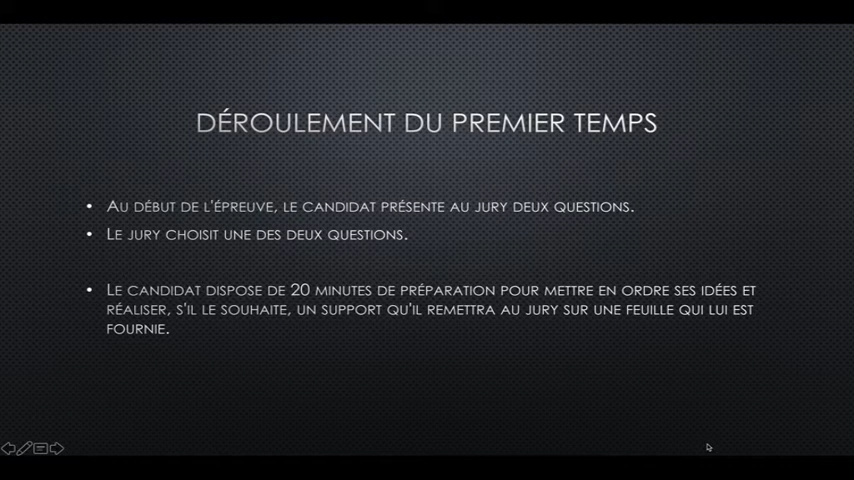 DÉROULEMENT DU PREMIER TEMPS
• AU DÉBUT DE L'ÉPREUVE, LE CANDIDAT PRÉSENTE AU JURY DEUX QUESTIONS.
• LE JURY CHOISIT UNE DES DEUX QUESTIONS.
• LE CANDIDAT DISPOSE DE 20 MINUTES DE PRÉPARATION POUR METTRE EN ORDRE SES IDÉES ET
RÉALISER, S'IL LE SOUHAITE, UN SUPPORT QU'IL REMETTRA AU JURY SUR UNE FEUILLE QUI LUI EST
FOURNIE.